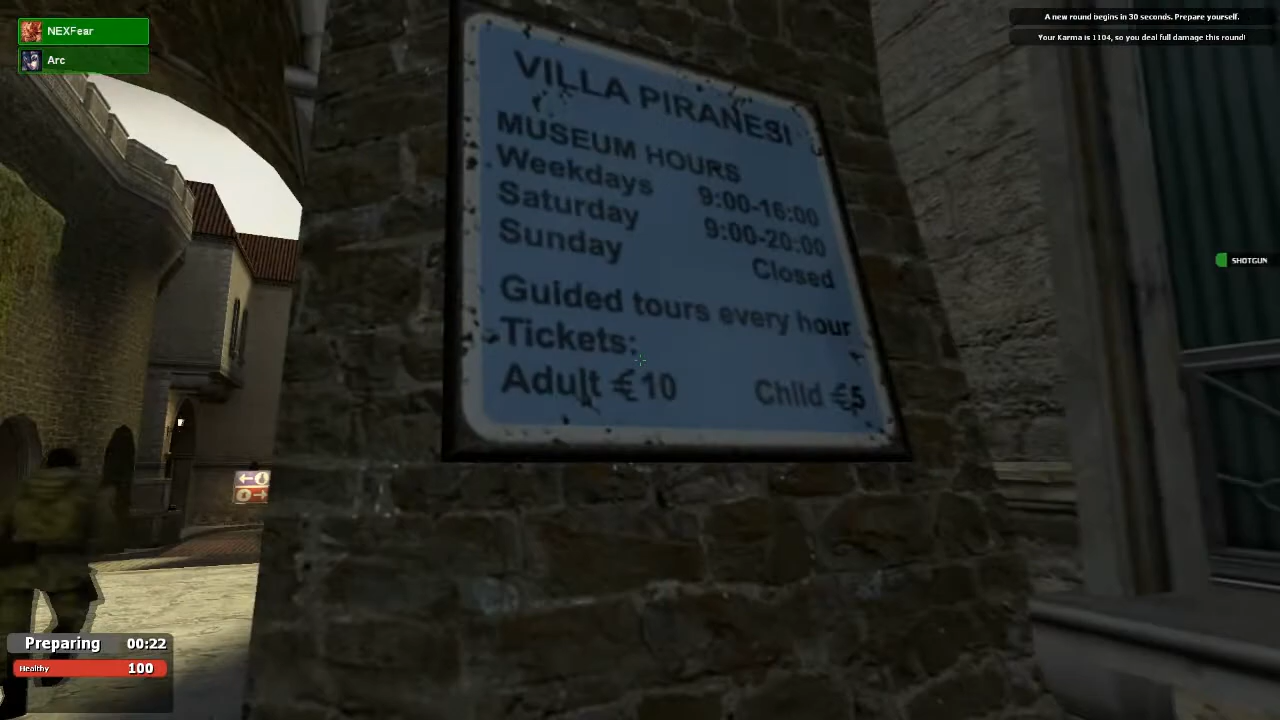 NEXFear
Arc
A new round begins in 30 seconds. Prepare yourself.
Your Karma is 1104, so you deal full damage this round!
VILLA PIRANESI
MUSEUM HOURS
Weekdays 9:00-16:00
Saturday 9:00-20:00
Sunday Closed
Guided tours every hour
Tickets:
Adult €10 Child €5
SHOTGUN
Preparing 00:22
Healthy 100